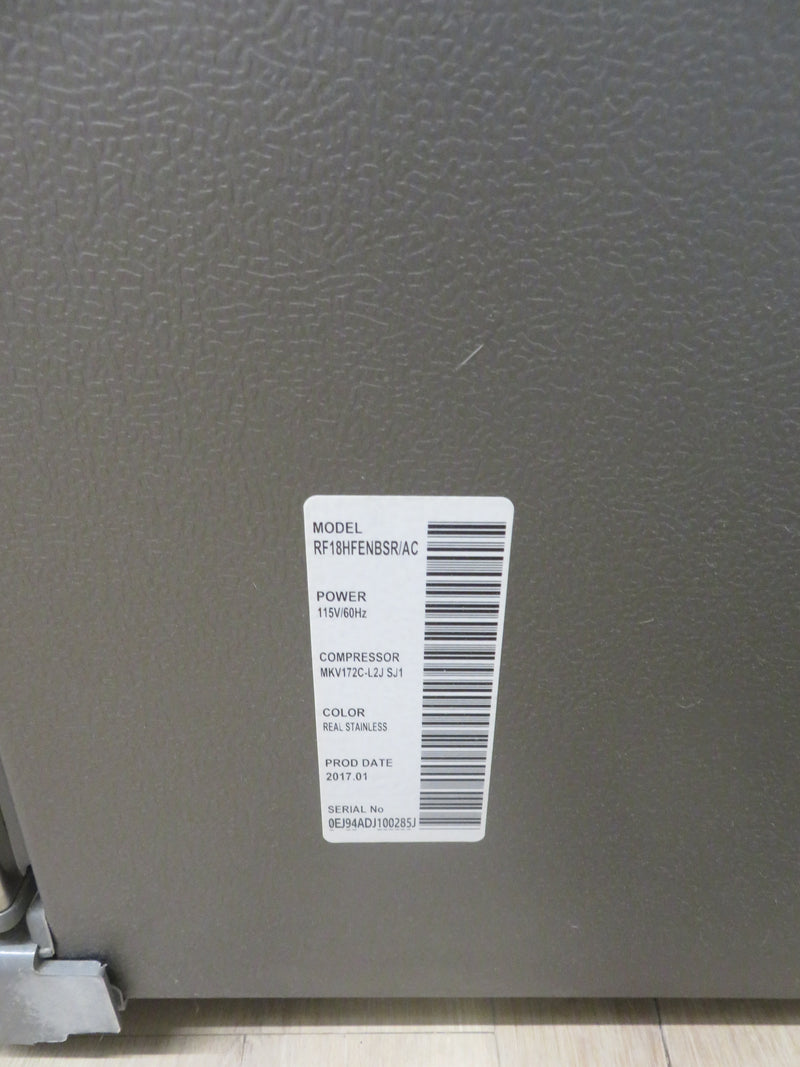 MODEL
RF18HFENBSR/AC
POWER
115V/60Hz
COMPRESSOR
MKV172C-L2J SJ1
COLOR
REAL STAINLESS
PROD DATE
2017.01
SERIAL No
0EJ94ADJ100285J